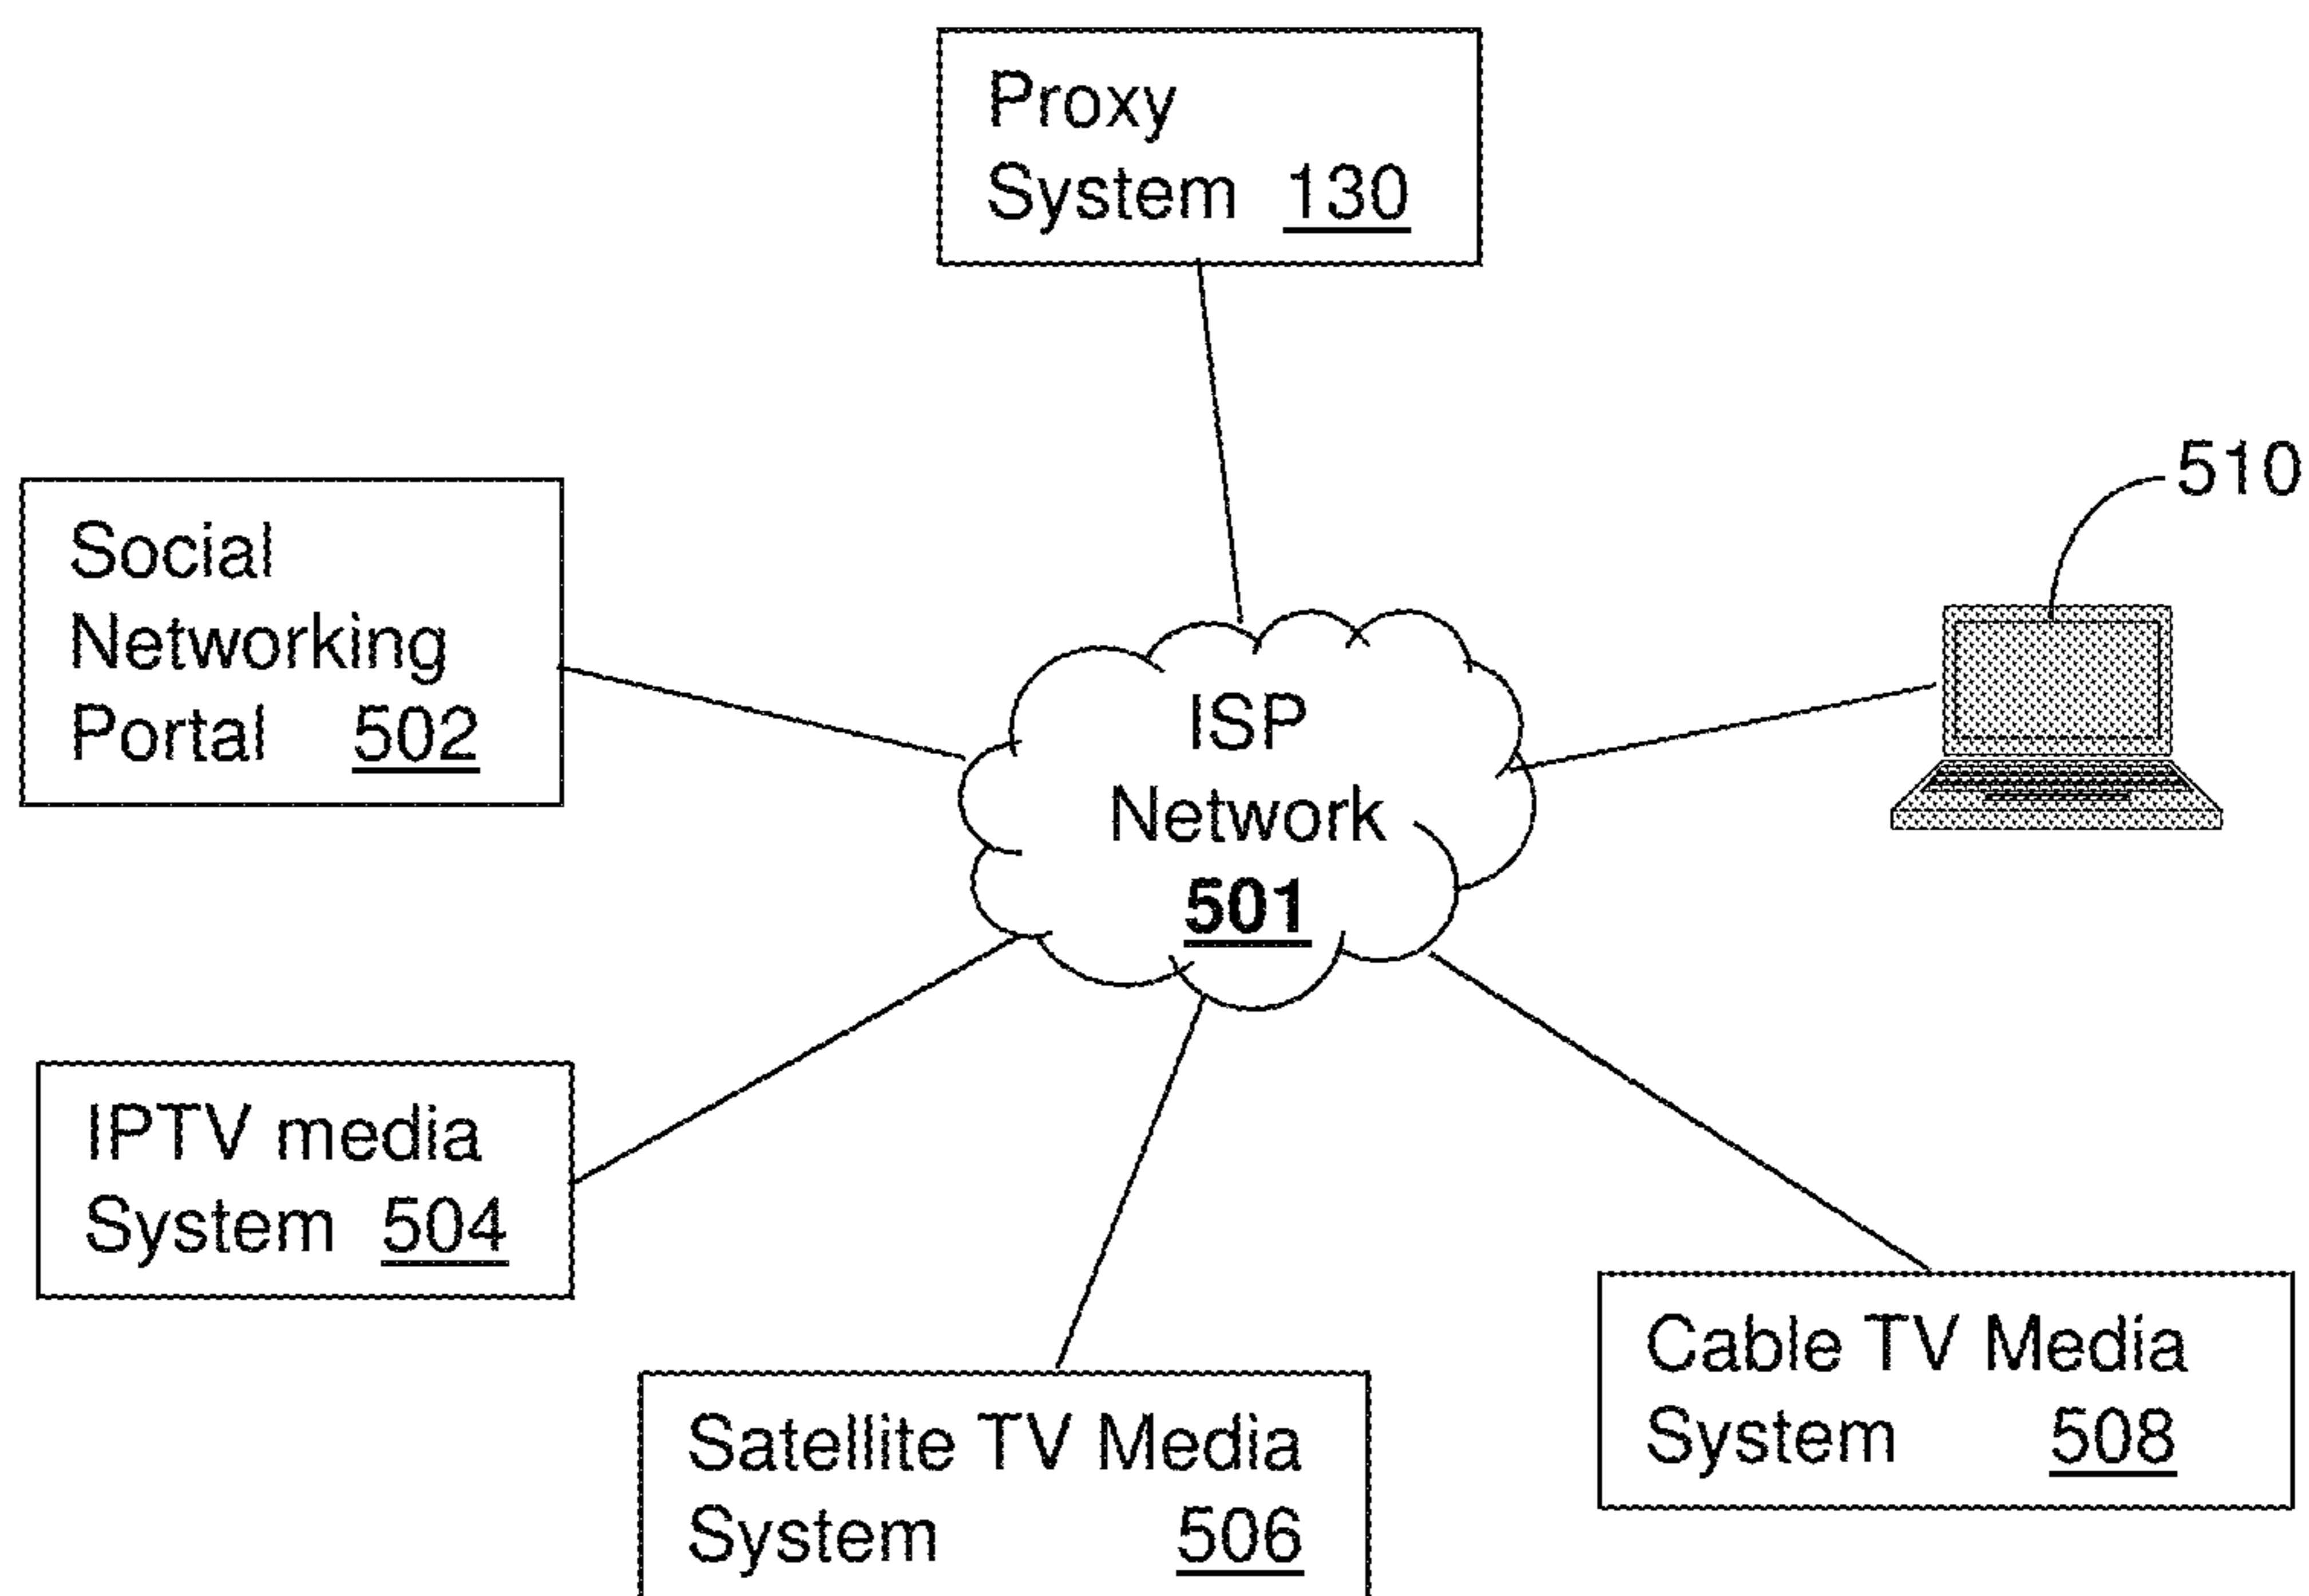 Proxy
System 130
510
Social
Networking
Portal 502
ISP
Network
501
IPTV media
System 504
Satellite TV Media
System 506
Cable TV Media
System 508